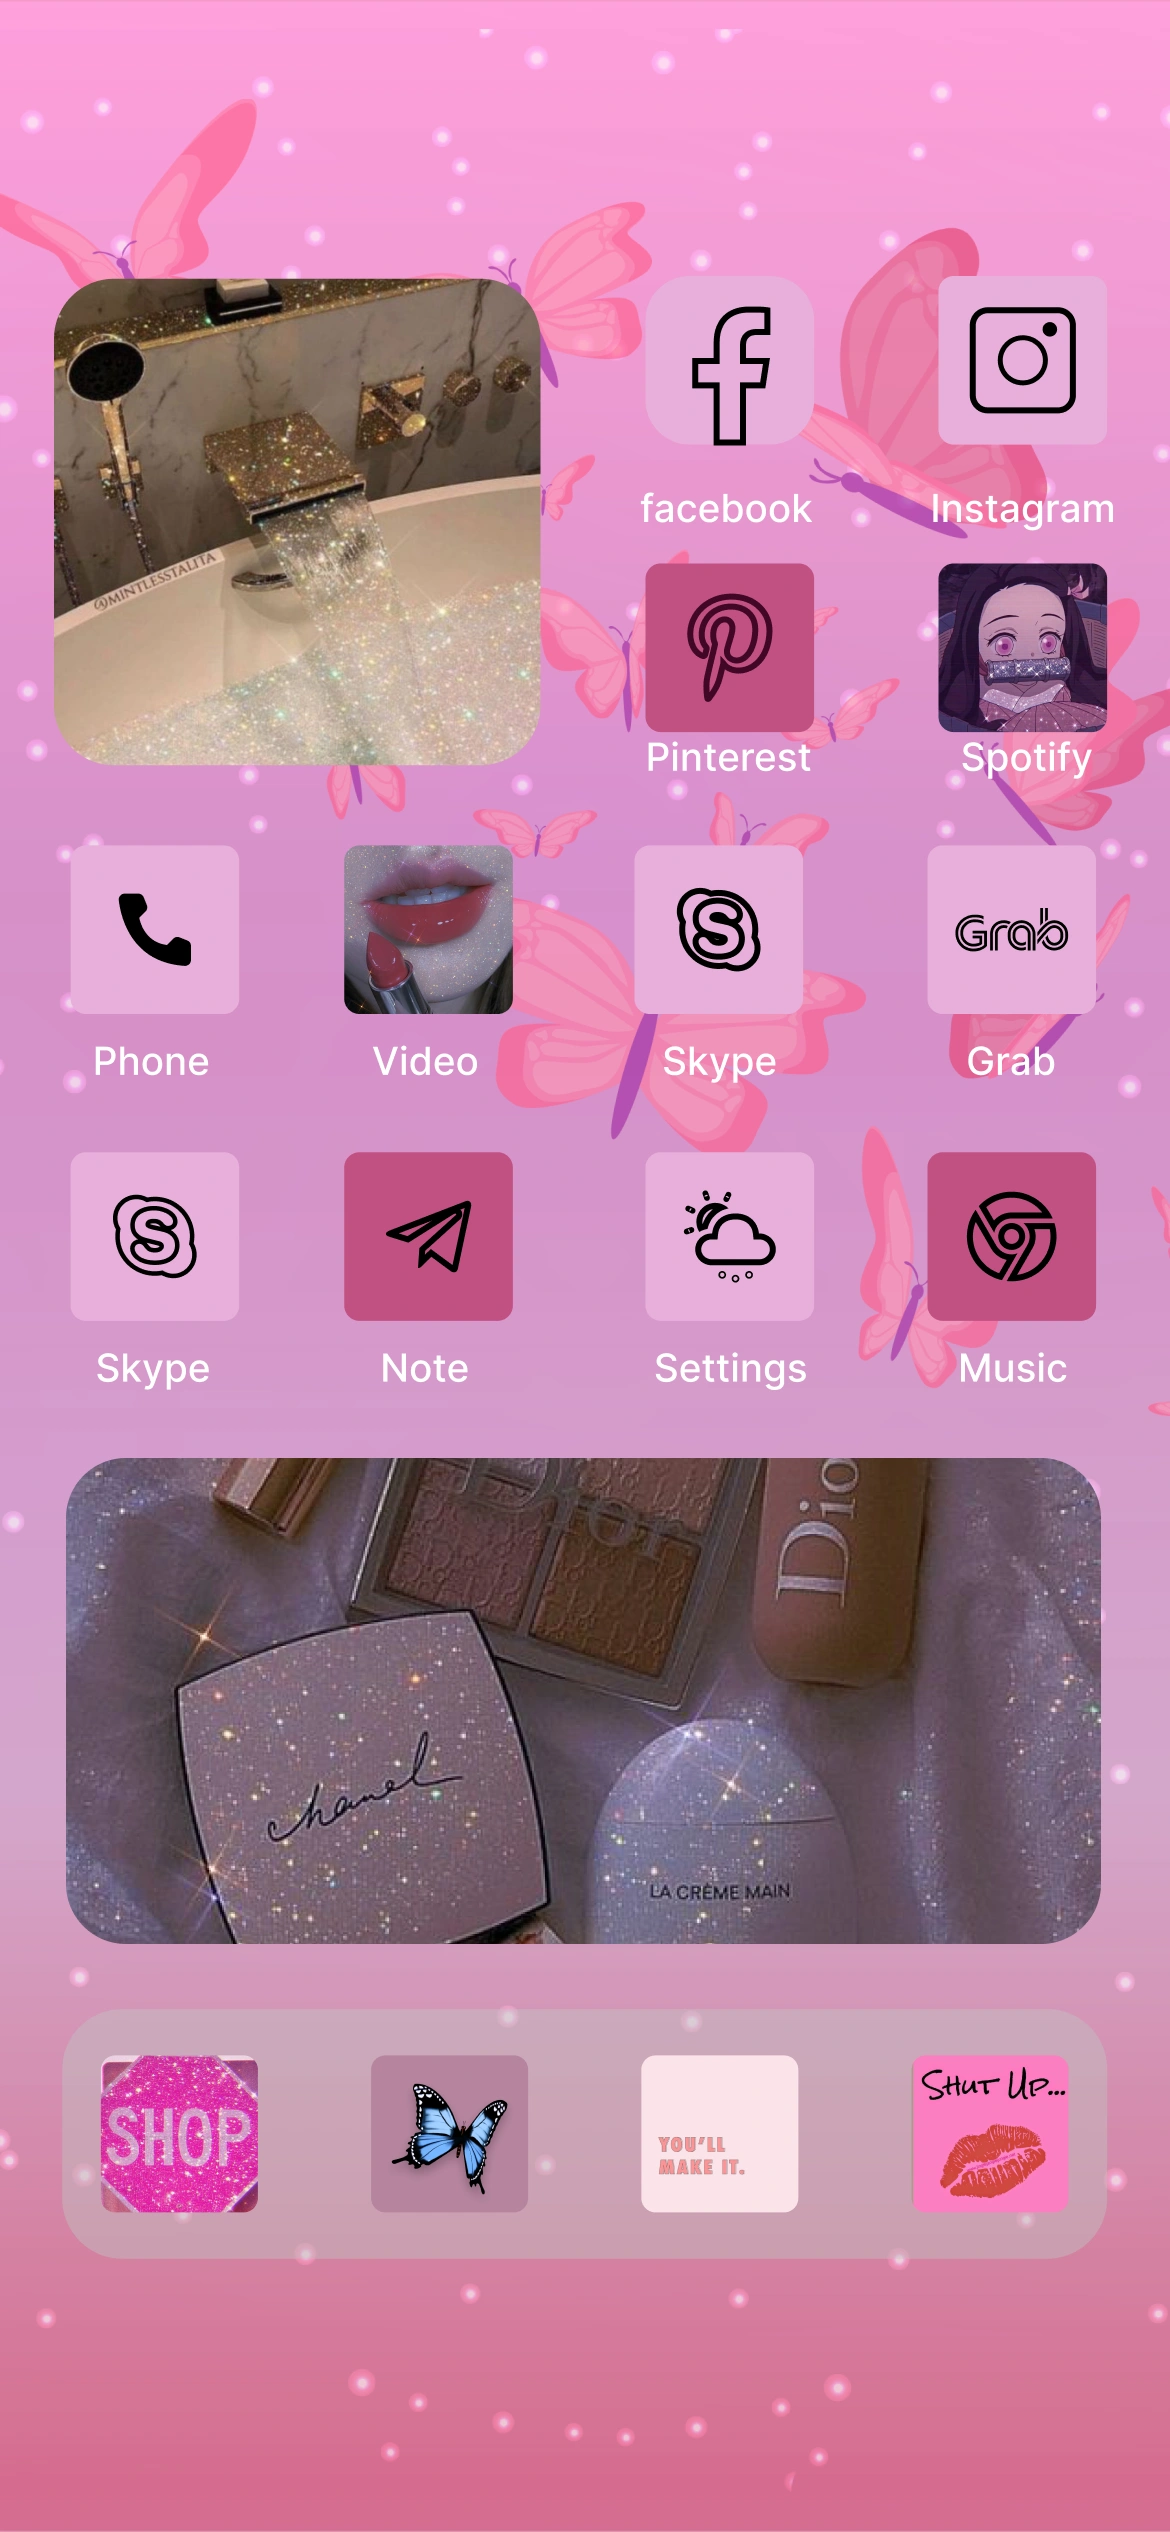 @MINTLESSTALITA
facebook
Instagram
Pinterest
Spotify
Grab
Phone
Video
Skype
Grab
Skype
Note
Settings
Music
Dior
Dio
chanel
LA CRÈME MAIN
SHOP
YOU'LL
MAKE IT.
SHUT UP...